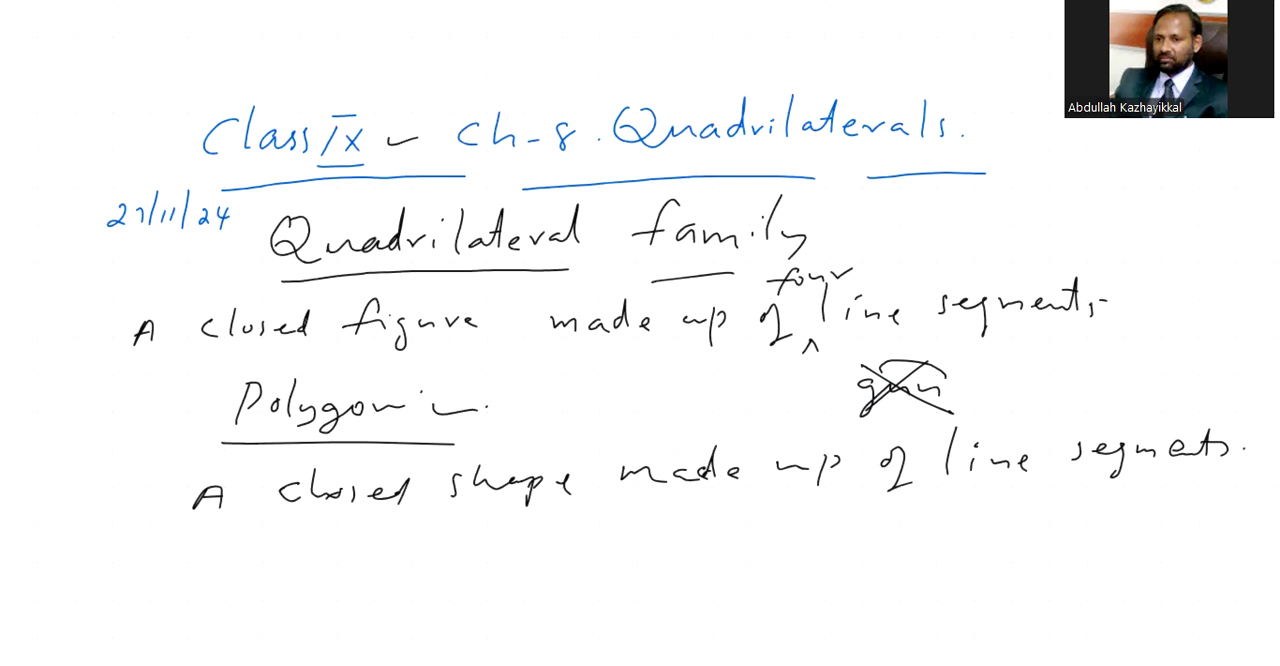 Abdullah Kazhayikkal
Class IX - Ch-8. Quadrilaterals.
27/11/24
Quadrilateral family
A closed figure made up of four line segments.
Polygon
A closed shape made up of line segmets.